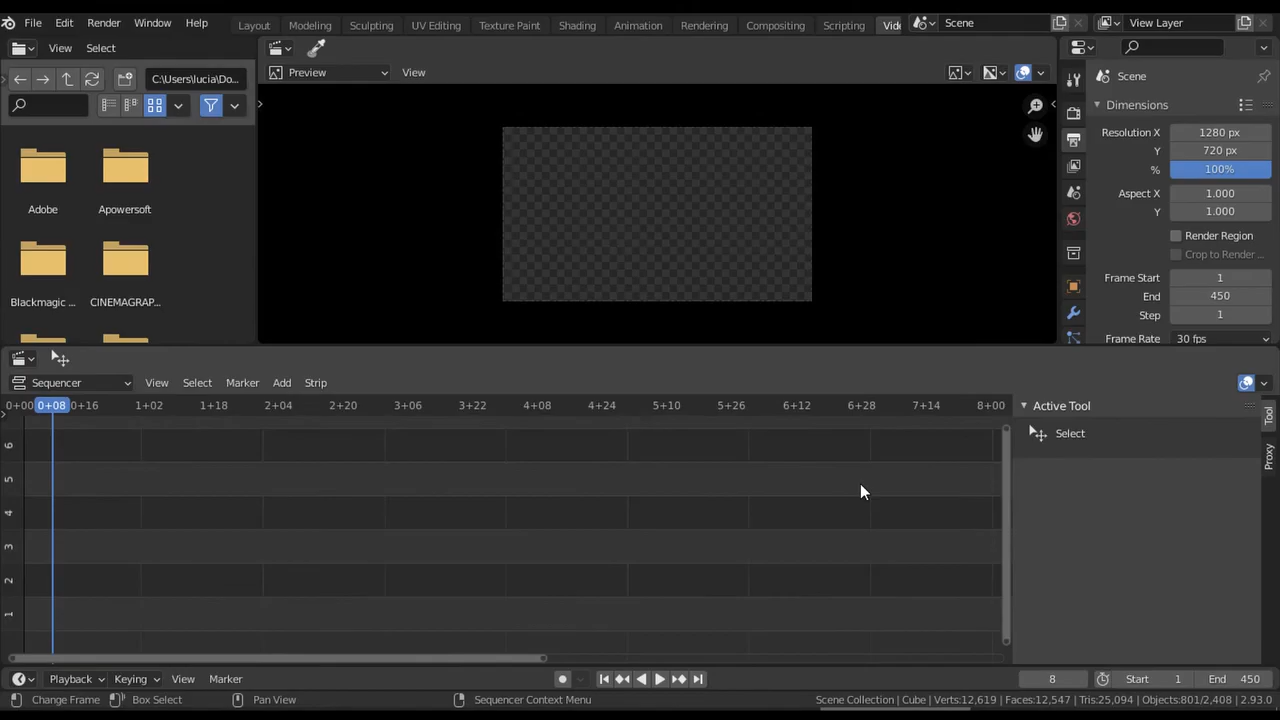 File Edit Render Window Help Layout Modeling Sculpting UV Editing Texture Paint Shading Animation Rendering Compositing Scripting Scene View Layer
View Select
C:\Users\lucia\Do...
Preview View
Scene
Dimensions
Resolution X 1280 px
Y 720 px
% 100%
Aspect X 1.000
Y 1.000
Render Region
Crop to Render ...
Frame Start 1
End 450
Step 1
Frame Rate 30 fps
Adobe Apowersoft
Blackmagic ... CINEMAGRAP...
Sequencer View Select Marker Add Strip
0+00 0+08 0+16 1+02 1+18 2+04 2+20 3+06 3+22 4+08 4+24 5+10 5+26 6+12 6+28 7+14 8+00
Active Tool
Select
Tool
Proxy
6
5
4
3
2
1
Playback Keying View Marker 8 Start 1 End 450
Change Frame Box Select Pan View Sequencer Context Menu Scene Collection | Cube | Verts:12,619 | Faces:12,547 | Tris:25,094 | Objects:801/2,408 | 2.93.0